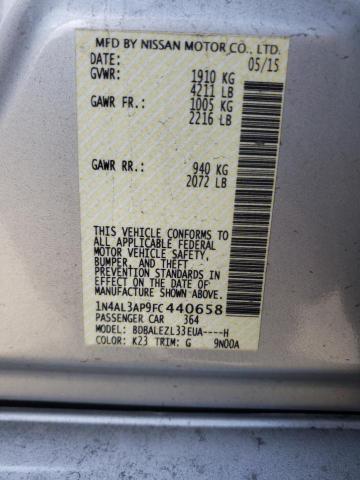 MFD BY NISSAN MOTOR CO., LTD.
DATE: 05/15
GVWR: 1910 KG
4211 LB
GAWR FR: 1005 KG
2216 LB
GAWR RR: 940 KG
2072 LB
THIS VEHICLE CONFORMS TO
ALL APPLICABLE FEDERAL
MOTOR VEHICLE SAFETY,
BUMPER, AND THEFT
PREVENTION STANDARDS IN
EFFECT ON THE DATE OF
MANUFACTURE SHOWN ABOVE.
1N4AL3AP9FC440658
PASSENGER CAR 364
MODEL: BDBALEZL33EUA----H
COLOR: K23 TRIM: G 9N00A